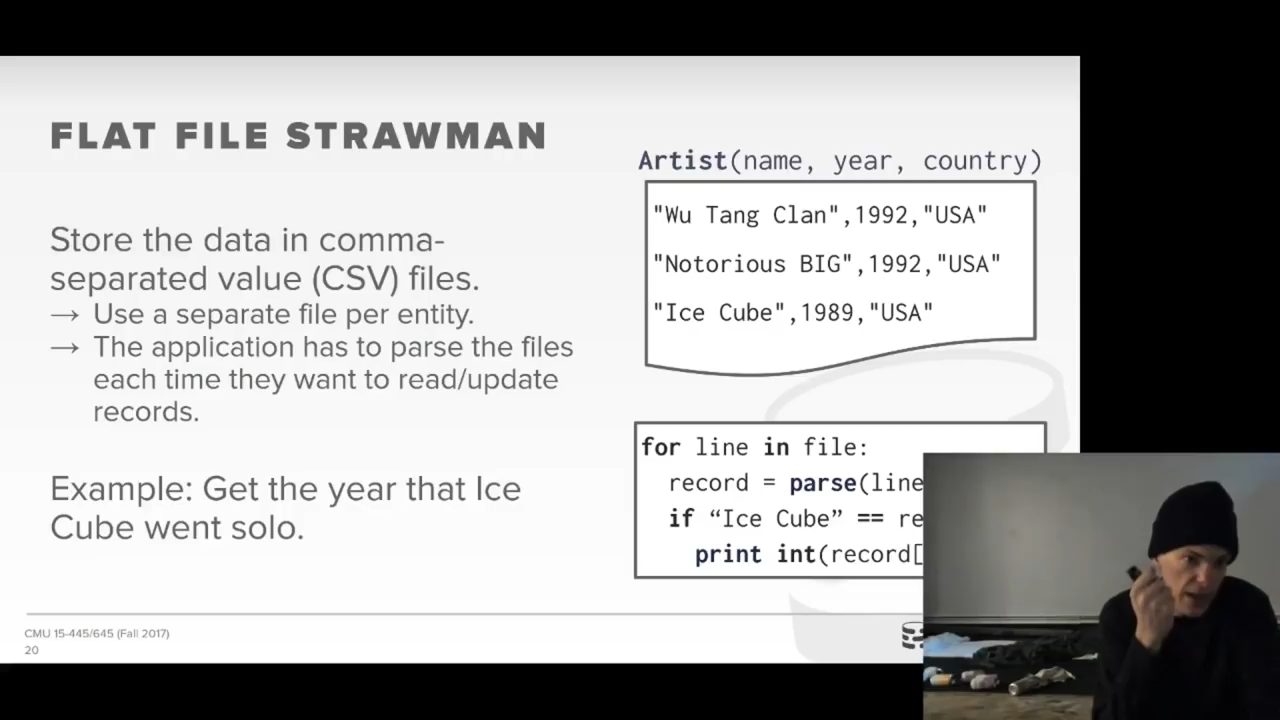 FLAT FILE STRAWMAN
Store the data in comma-
separated value (CSV) files.
→ Use a separate file per entity.
→ The application has to parse the files
each time they want to read/update
records.
Example: Get the year that Ice
Cube went solo.
Artist(name, year, country)
"Wu Tang Clan",1992,"USA"
"Notorious BIG",1992,"USA"
"Ice Cube",1989,"USA"
for line in file:
record = parse(line
if “Ice Cube” == re
print int(record[
CMU 15-445/645 (Fall 2017)
20